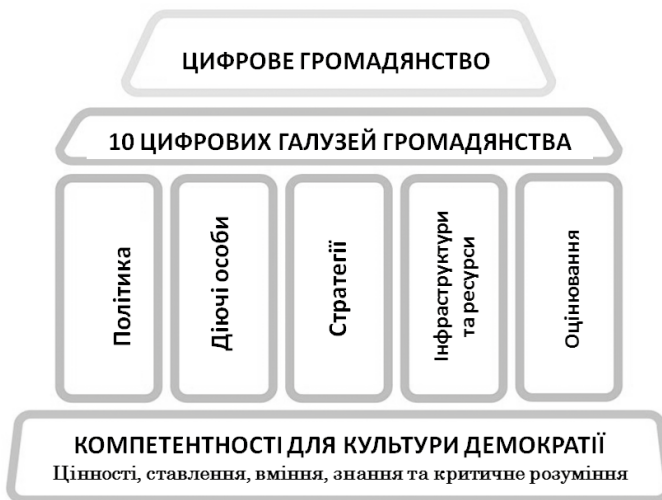 ЦИФРОВЕ ГРОМАДЯНСТВО
10 ЦИФРОВИХ ГАЛУЗЕЙ ГРОМАДЯНСТВА
Політика
Діючі особи
Стратегії
Інфраструктури
та ресурси
Оцінювання
КОМПЕТЕНТНОСТІ ДЛЯ КУЛЬТУРИ ДЕМОКРАТІЇ
Цінності, ставлення, вміння, знання та критичне розуміння